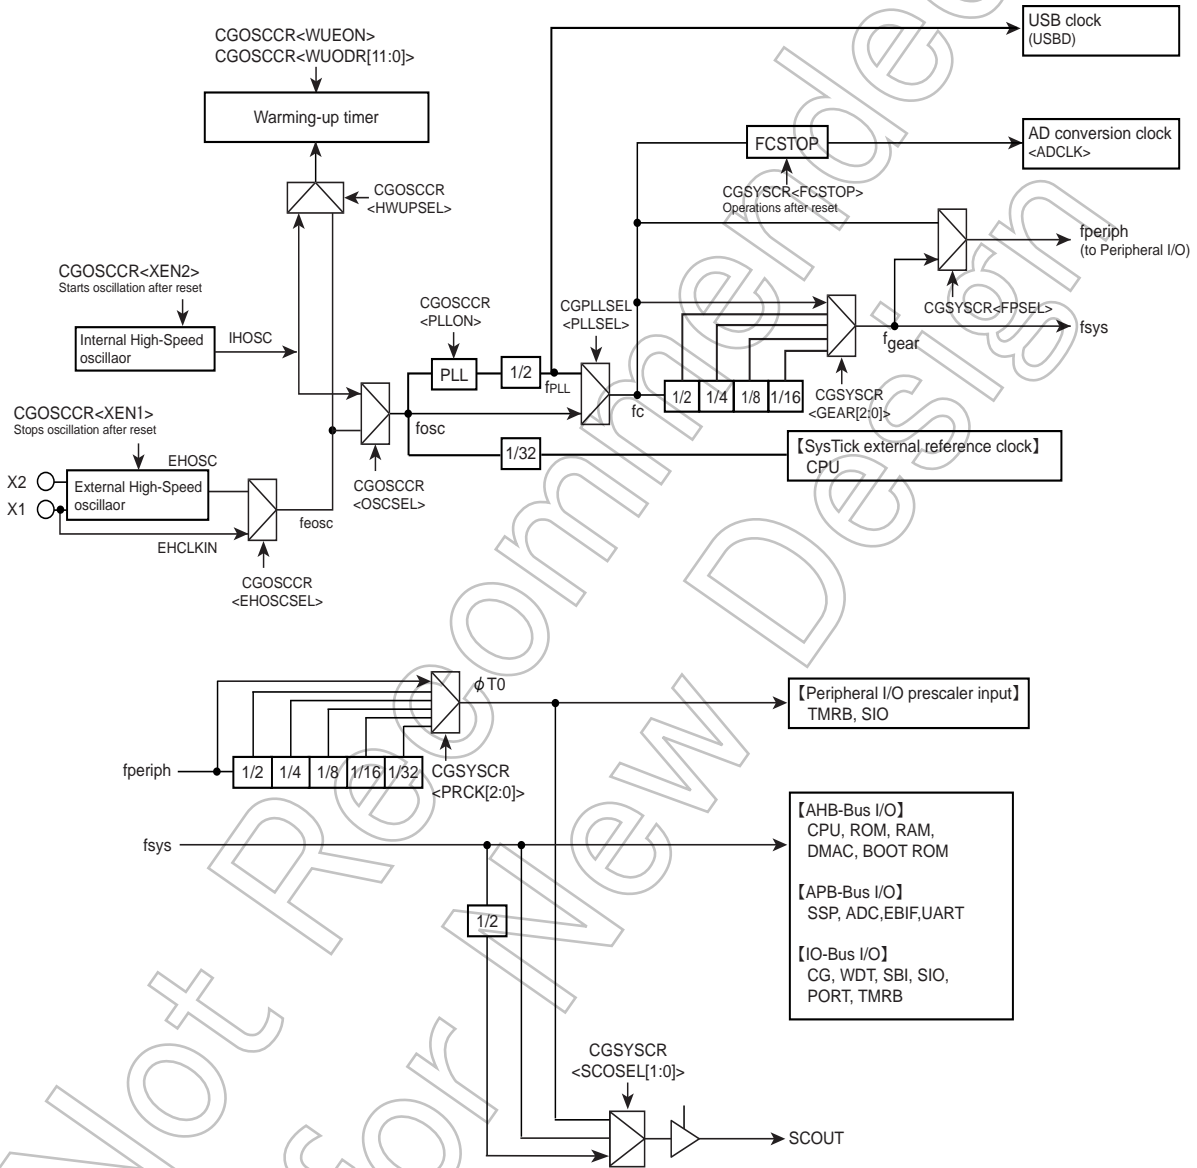 USB clock
(USBD)
CGOSCCR<WUEON>
CGOSCCR<WUODR[11:0]>
Warming-up timer
FCSTOP
AD conversion clock
<ADCLK>
CGOSCCR
<HWUPSEL>
CGSYSCR<FCSTOP>
Operations after reset
fperiph
(to Peripheral I/O)
CGOSCCR<XEN2>
Starts oscillation after reset
CGOSCCR
<PLLON>
CGPLLSEL
<PLLSEL>
CGSYSCR<FPSEL>
Internal High-Speed
oscillaor
IHOSC
fgear
fsys
PLL
1/2
fPLL
fc
1/2
1/4
1/8
1/16
CGSYSCR
<GEAR[2:0]>
CGOSCCR<XEN1>
Stops oscillation after reset
fosc
1/32
【SysTick external reference clock】
CPU
EHOSC
X2
X1
External High-Speed
oscillaor
CGOSCCR
<OSCSEL>
feosc
EHCLKIN
CGOSCCR
<EHOSCSEL>
ϕT0
【Peripheral I/O prescaler input】
TMRB, SIO
fperiph
1/2
1/4
1/8
1/16
1/32
CGSYSCR
<PRCK[2:0]>
fsys
【AHB-Bus I/O】
CPU, ROM, RAM,
DMAC, BOOT ROM
【APB-Bus I/O】
SSP, ADC,EBIF,UART
1/2
【IO-Bus I/O】
CG, WDT, SBI, SIO,
PORT, TMRB
CGSYSCR
<SCOSEL[1:0]>
SCOUT
Not Recommended
for New Design